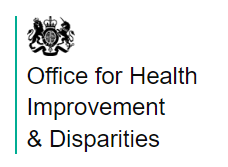 Office for Health
Improvement
& Disparities